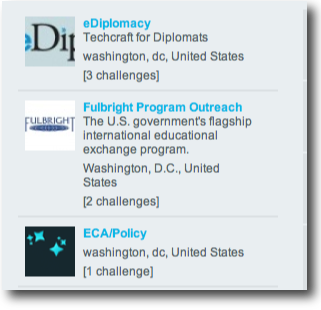 eDip
eDiplomacy
Techcraft for Diplomats
washington, dc, United States
[3 challenges]
FULBRIGHT
Fulbright Program Outreach
The U.S. government's flagship
international educational
exchange program.
Washington, D.C., United
States
[2 challenges]
ECA/Policy
washington, dc, United States
[1 challenge]